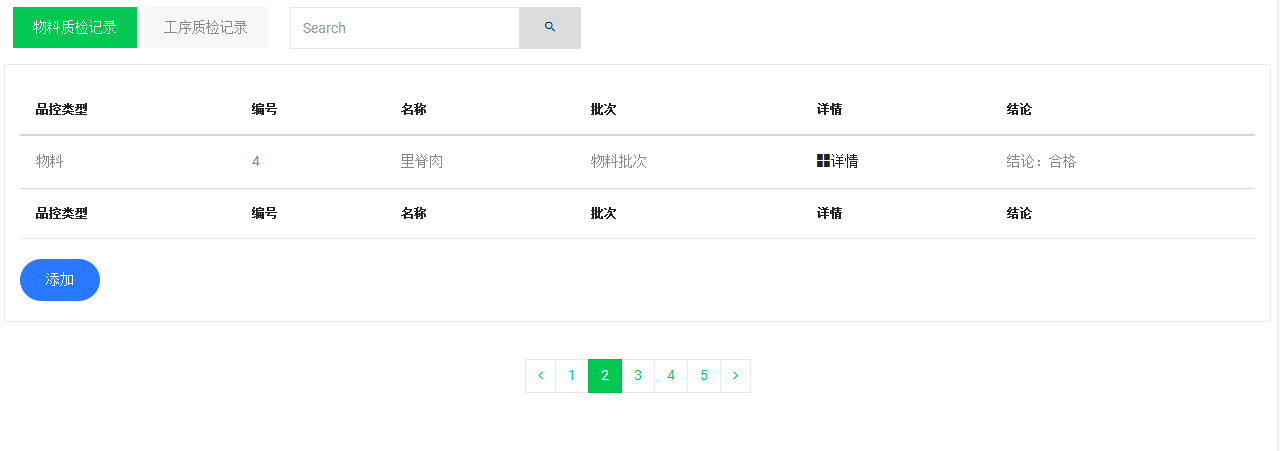 物料质检记录 工序质检记录 Search
品控类型 编号 名称 批次 详情 结论
物料 4 里脊肉 物料批次 详情 结论：合格
品控类型 编号 名称 批次 详情 结论
添加
< 1 2 3 4 5 >